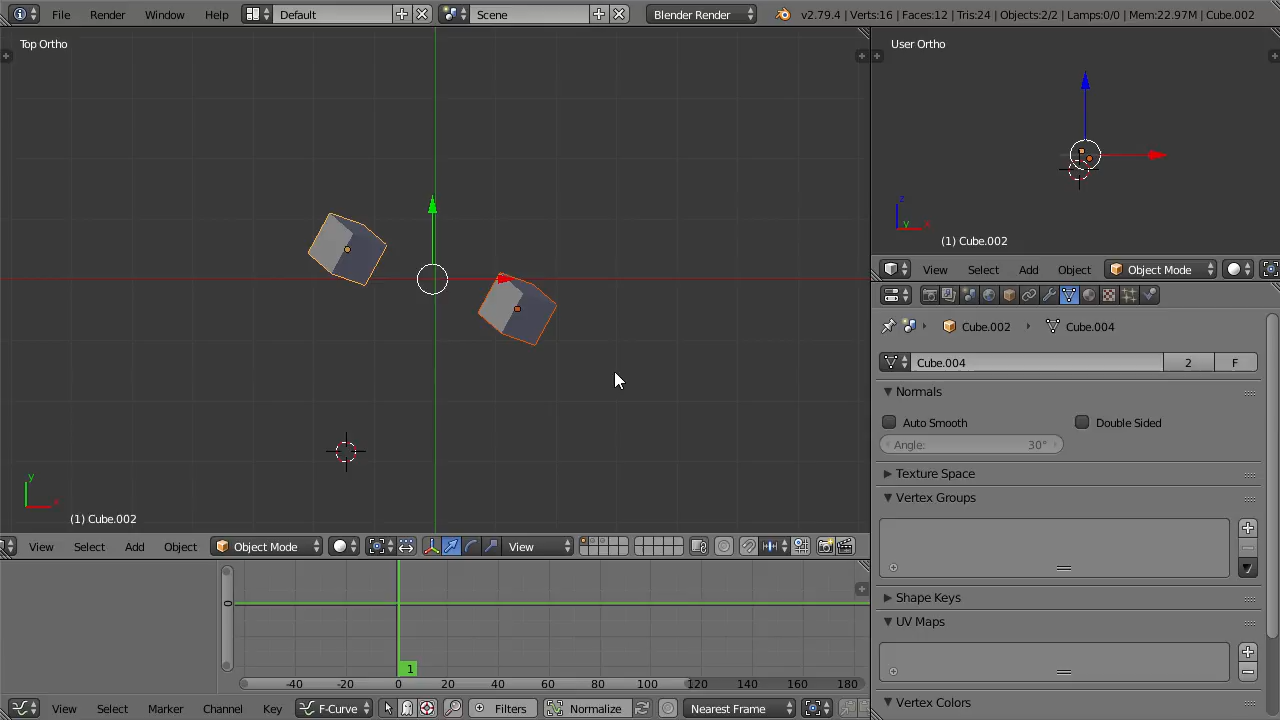 File Render Window Help Default Scene Blender Render v2.79.4 | Verts:16 | Faces:12 | Tris:24 | Objects:2/2 | Lamps:0/0 | Mem:22.97M | Cube.002
Top Ortho
User Ortho
z
y x
(1) Cube.002
View Select Add Object Object Mode
Cube.002 Cube.004
Cube.004 2 F
Normals
Auto Smooth Double Sided
Angle: 30°
Texture Space
Vertex Groups
Shape Keys
UV Maps
Vertex Colors
y
x
(1) Cube.002
View Select Add Object Object Mode View
0
1
-40 -20 0 20 40 60 80 100 120 140 160 180
View Select Marker Channel Key F-Curve Filters Normalize Nearest Frame